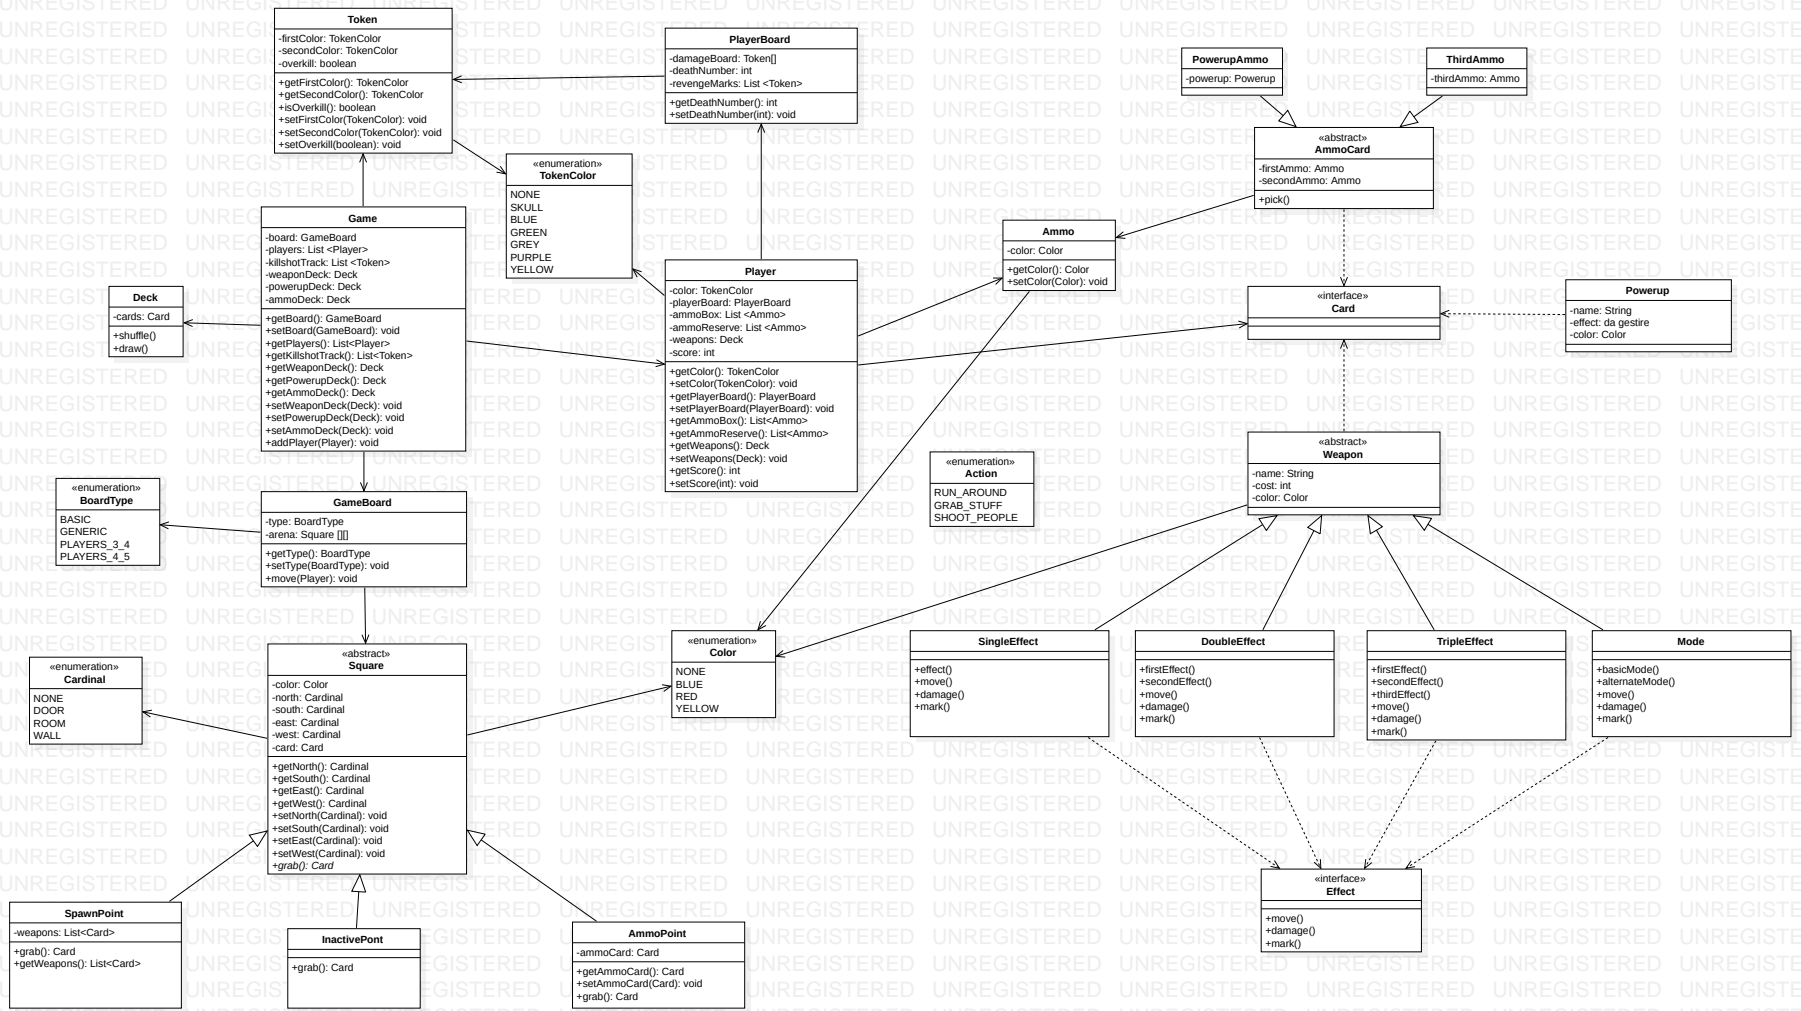 Token
-firstColor: TokenColor
-secondColor: TokenColor
-overkill: boolean
+getFirstColor(): TokenColor
+getSecondColor(): TokenColor
+isOverkill(): boolean
+setFirstColor(TokenColor): void
+setSecondColor(TokenColor): void
+setOverkill(boolean): void
PlayerBoard
-damageBoard: Token[]
-deathNumber: int
-revengeMarks: List <Token>
+getDeathNumber(): int
+setDeathNumber(int): void
PowerupAmmo
-powerup: Powerup
ThirdAmmo
-thirdAmmo: Ammo
«abstract»
AmmoCard
-firstAmmo: Ammo
-secondAmmo: Ammo
+pick()
«enumeration»
TokenColor
NONE
SKULL
BLUE
GREEN
GREY
PURPLE
YELLOW
Game
-board: GameBoard
-players: List <Player>
-killshotTrack: List <Token>
-weaponDeck: Deck
-powerupDeck: Deck
-ammoDeck: Deck
+getBoard(): GameBoard
+setBoard(GameBoard): void
+getPlayers(): List<Player>
+getKillshotTrack(): List<Token>
+getWeaponDeck(): Deck
+getPowerupDeck(): Deck
+getAmmoDeck(): Deck
+setWeaponDeck(Deck): void
+setPowerupDeck(Deck): void
+setAmmoDeck(Deck): void
+addPlayer(Player): void
Deck
-cards: Card
+shuffle()
+draw()
Player
-color: TokenColor
-playerBoard: PlayerBoard
-ammoBox: List <Ammo>
-ammoReserve: List <Ammo>
-weapons: Deck
-score: int
+getColor(): TokenColor
+setColor(TokenColor): void
+getPlayerBoard(): PlayerBoard
+setPlayerBoard(PlayerBoard): void
+getAmmoBox(): List<Ammo>
+getAmmoReserve(): List<Ammo>
+getWeapons(): Deck
+setWeapons(Deck): void
+getScore(): int
+setScore(int): void
Ammo
-color: Color
+getColor(): Color
+setColor(Color): void
«interface»
Card
Powerup
-name: String
-effect: da gestire
-color: Color
«abstract»
Weapon
-name: String
-cost: int
-color: Color
«enumeration»
Action
RUN_AROUND
GRAB_STUFF
SHOOT_PEOPLE
«enumeration»
BoardType
BASIC
GENERIC
PLAYERS_3_4
PLAYERS_4_5
GameBoard
-type: BoardType
-arena: Square [][]
+getType(): BoardType
+setType(BoardType): void
+move(Player): void
«enumeration»
Cardinal
NONE
DOOR
ROOM
WALL
«abstract»
Square
-color: Color
-north: Cardinal
-south: Cardinal
-east: Cardinal
-west: Cardinal
-card: Card
+getNorth(): Cardinal
+getSouth(): Cardinal
+getEast(): Cardinal
+getWest(): Cardinal
+setNorth(Cardinal): void
+setSouth(Cardinal): void
+setEast(Cardinal): void
+setWest(Cardinal): void
+grab(): Card
«enumeration»
Color
NONE
BLUE
RED
YELLOW
SingleEffect
+effect()
+move()
+damage()
+mark()
DoubleEffect
+firstEffect()
+secondEffect()
+move()
+damage()
+mark()
TripleEffect
+firstEffect()
+secondEffect()
+thirdEffect()
+move()
+damage()
+mark()
Mode
+basicMode()
+alternateMode()
+move()
+damage()
+mark()
«interface»
Effect
+move()
+damage()
+mark()
SpawnPoint
-weapons: List<Card>
+grab(): Card
+getWeapons(): List<Card>
InactivePont
+grab(): Card
AmmoPoint
-ammoCard: Card
+getAmmoCard(): Card
+setAmmoCard(Card): void
+grab(): Card
UNREGISTERED